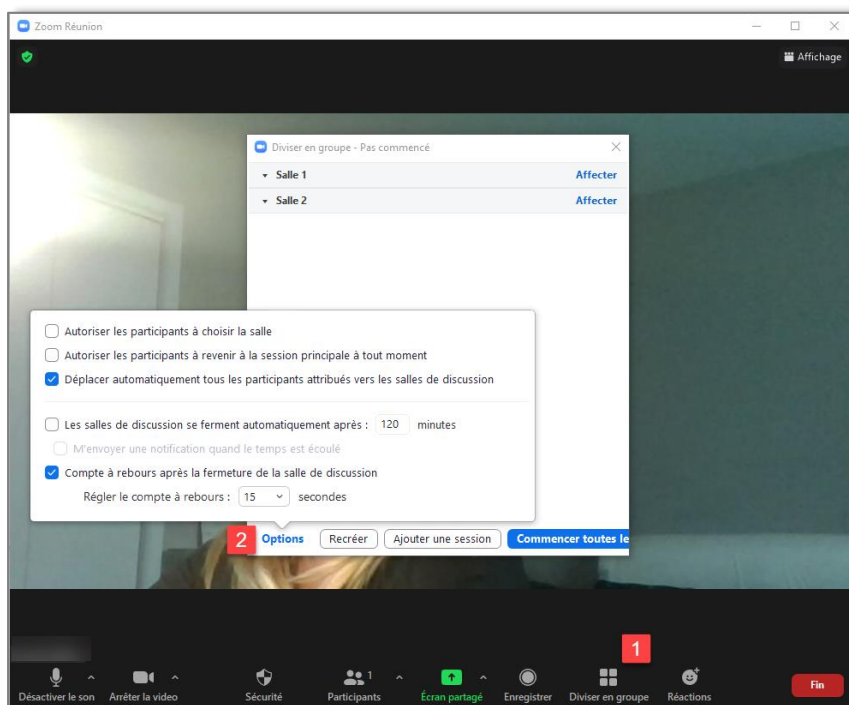 Zoom Réunion
Affichage
Diviser en groupe - Pas commencé
Salle 1 Affecter
Salle 2 Affecter
Autoriser les participants à choisir la salle
Autoriser les participants à revenir à la session principale à tout moment
Déplacer automatiquement tous les participants attribués vers les salles de discussion
Les salles de discussion se ferment automatiquement après : 120 minutes
M'envoyer une notification quand le temps est écoulé
Compte à rebours après la fermeture de la salle de discussion
Régler le compte à rebours : 15 secondes
2 Options Recréer Ajouter une session Commencer toutes le
1
Désactiver le son Arrêter la video Sécurité Participants 1 Écran partagé Enregistrer Diviser en groupe Réactions Fin